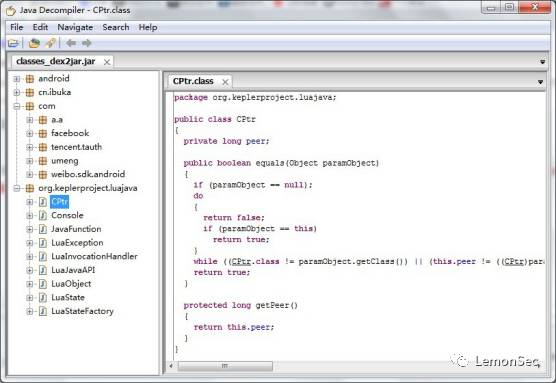 Java Decompiler - CPtr.class
File Edit Navigate Search Help
classes_dex2jar.jar
android
cn.ibuka
com
a.a
facebook
tencent.tauth
umeng
weibo.sdk.android
org.keplerproject.luajava
CPtr
Console
JavaFunction
LuaException
LuaInvocationHandler
LuaJavaAPI
LuaObject
LuaState
LuaStateFactory
CPtr.class
package org.keplerproject.luajava;
public class CPtr
{
private long peer;
public boolean equals(Object paramObject)
{
if (paramObject == null);
do
{
return false;
if (paramObject == this)
return true;
}
while ((CPtr.class != paramObject.getClass()) || (this.peer != ((CPtr)par
return true;
}
protected long getPeer()
{
return this.peer;
}
}
LemonSec